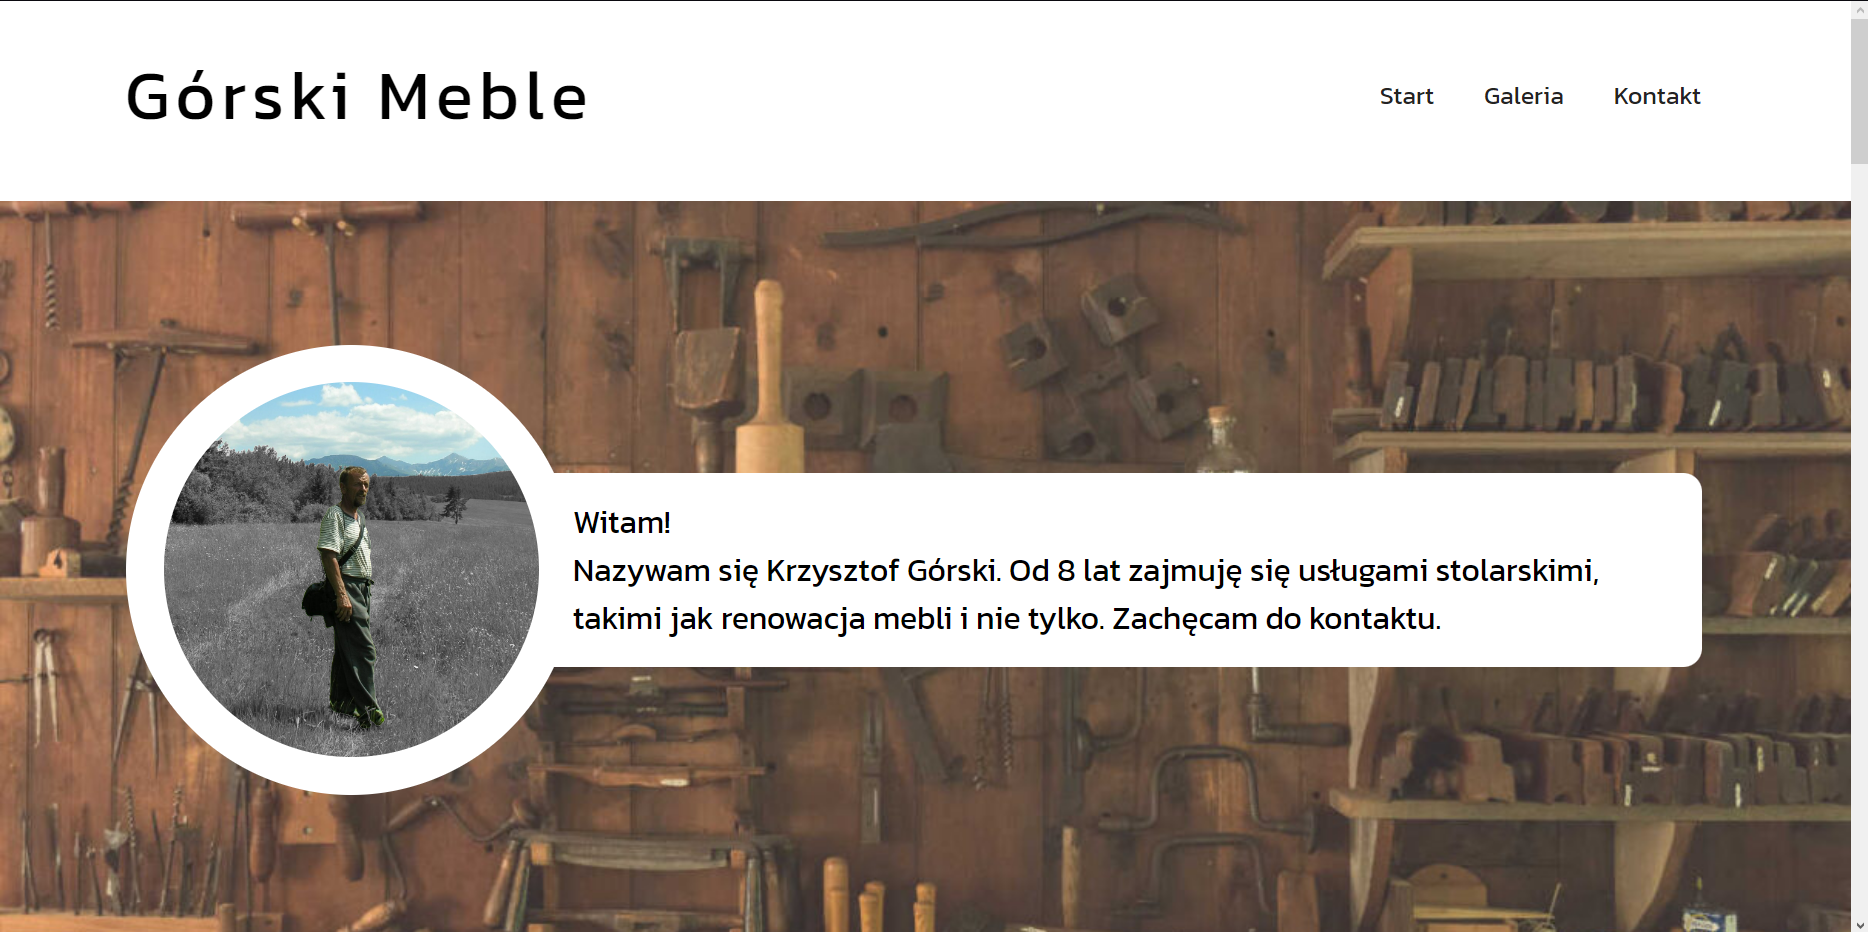 Górski Meble
Start Galeria Kontakt
Witam!
Nazywam się Krzysztof Górski. Od 8 lat zajmuję się usługami stolarskimi,
takimi jak renowacja mebli i nie tylko. Zachęcam do kontaktu.